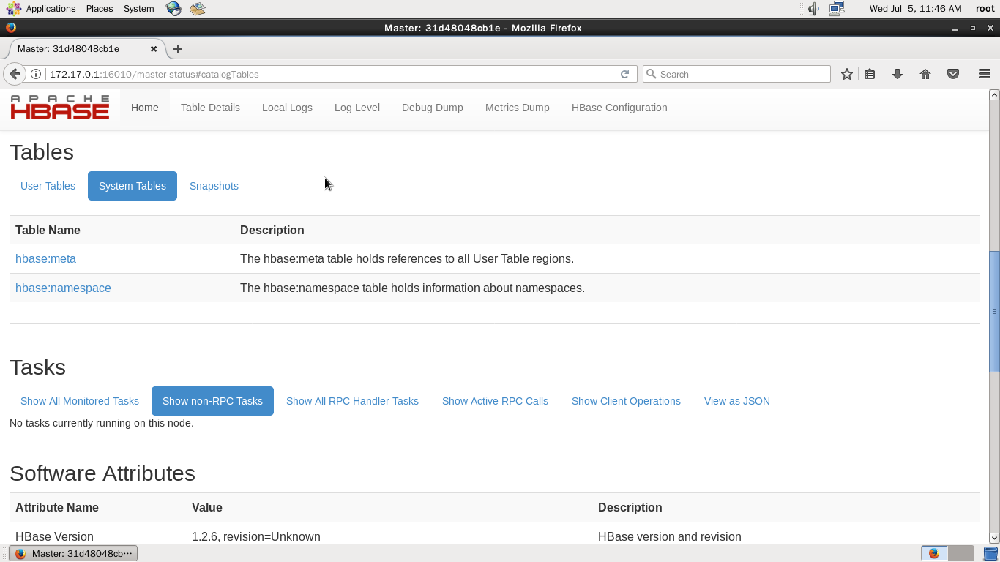 Applications Places System Wed Jul 5, 11:46 AM root
Master: 31d48048cb1e - Mozilla Firefox
Master: 31d48048cb1e
172.17.0.1:16010/master-status#catalogTables Search
APACHE
HBASE
Home Table Details Local Logs Log Level Debug Dump Metrics Dump HBase Configuration
Tables
User Tables System Tables Snapshots
Table Name Description
hbase:meta The hbase:meta table holds references to all User Table regions.
hbase:namespace The hbase:namespace table holds information about namespaces.
Tasks
Show All Monitored Tasks Show non-RPC Tasks Show All RPC Handler Tasks Show Active RPC Calls Show Client Operations View as JSON
No tasks currently running on this node.
Software Attributes
Attribute Name Value Description
HBase Version 1.2.6, revision=Unknown HBase version and revision
Master: 31d48048cb···